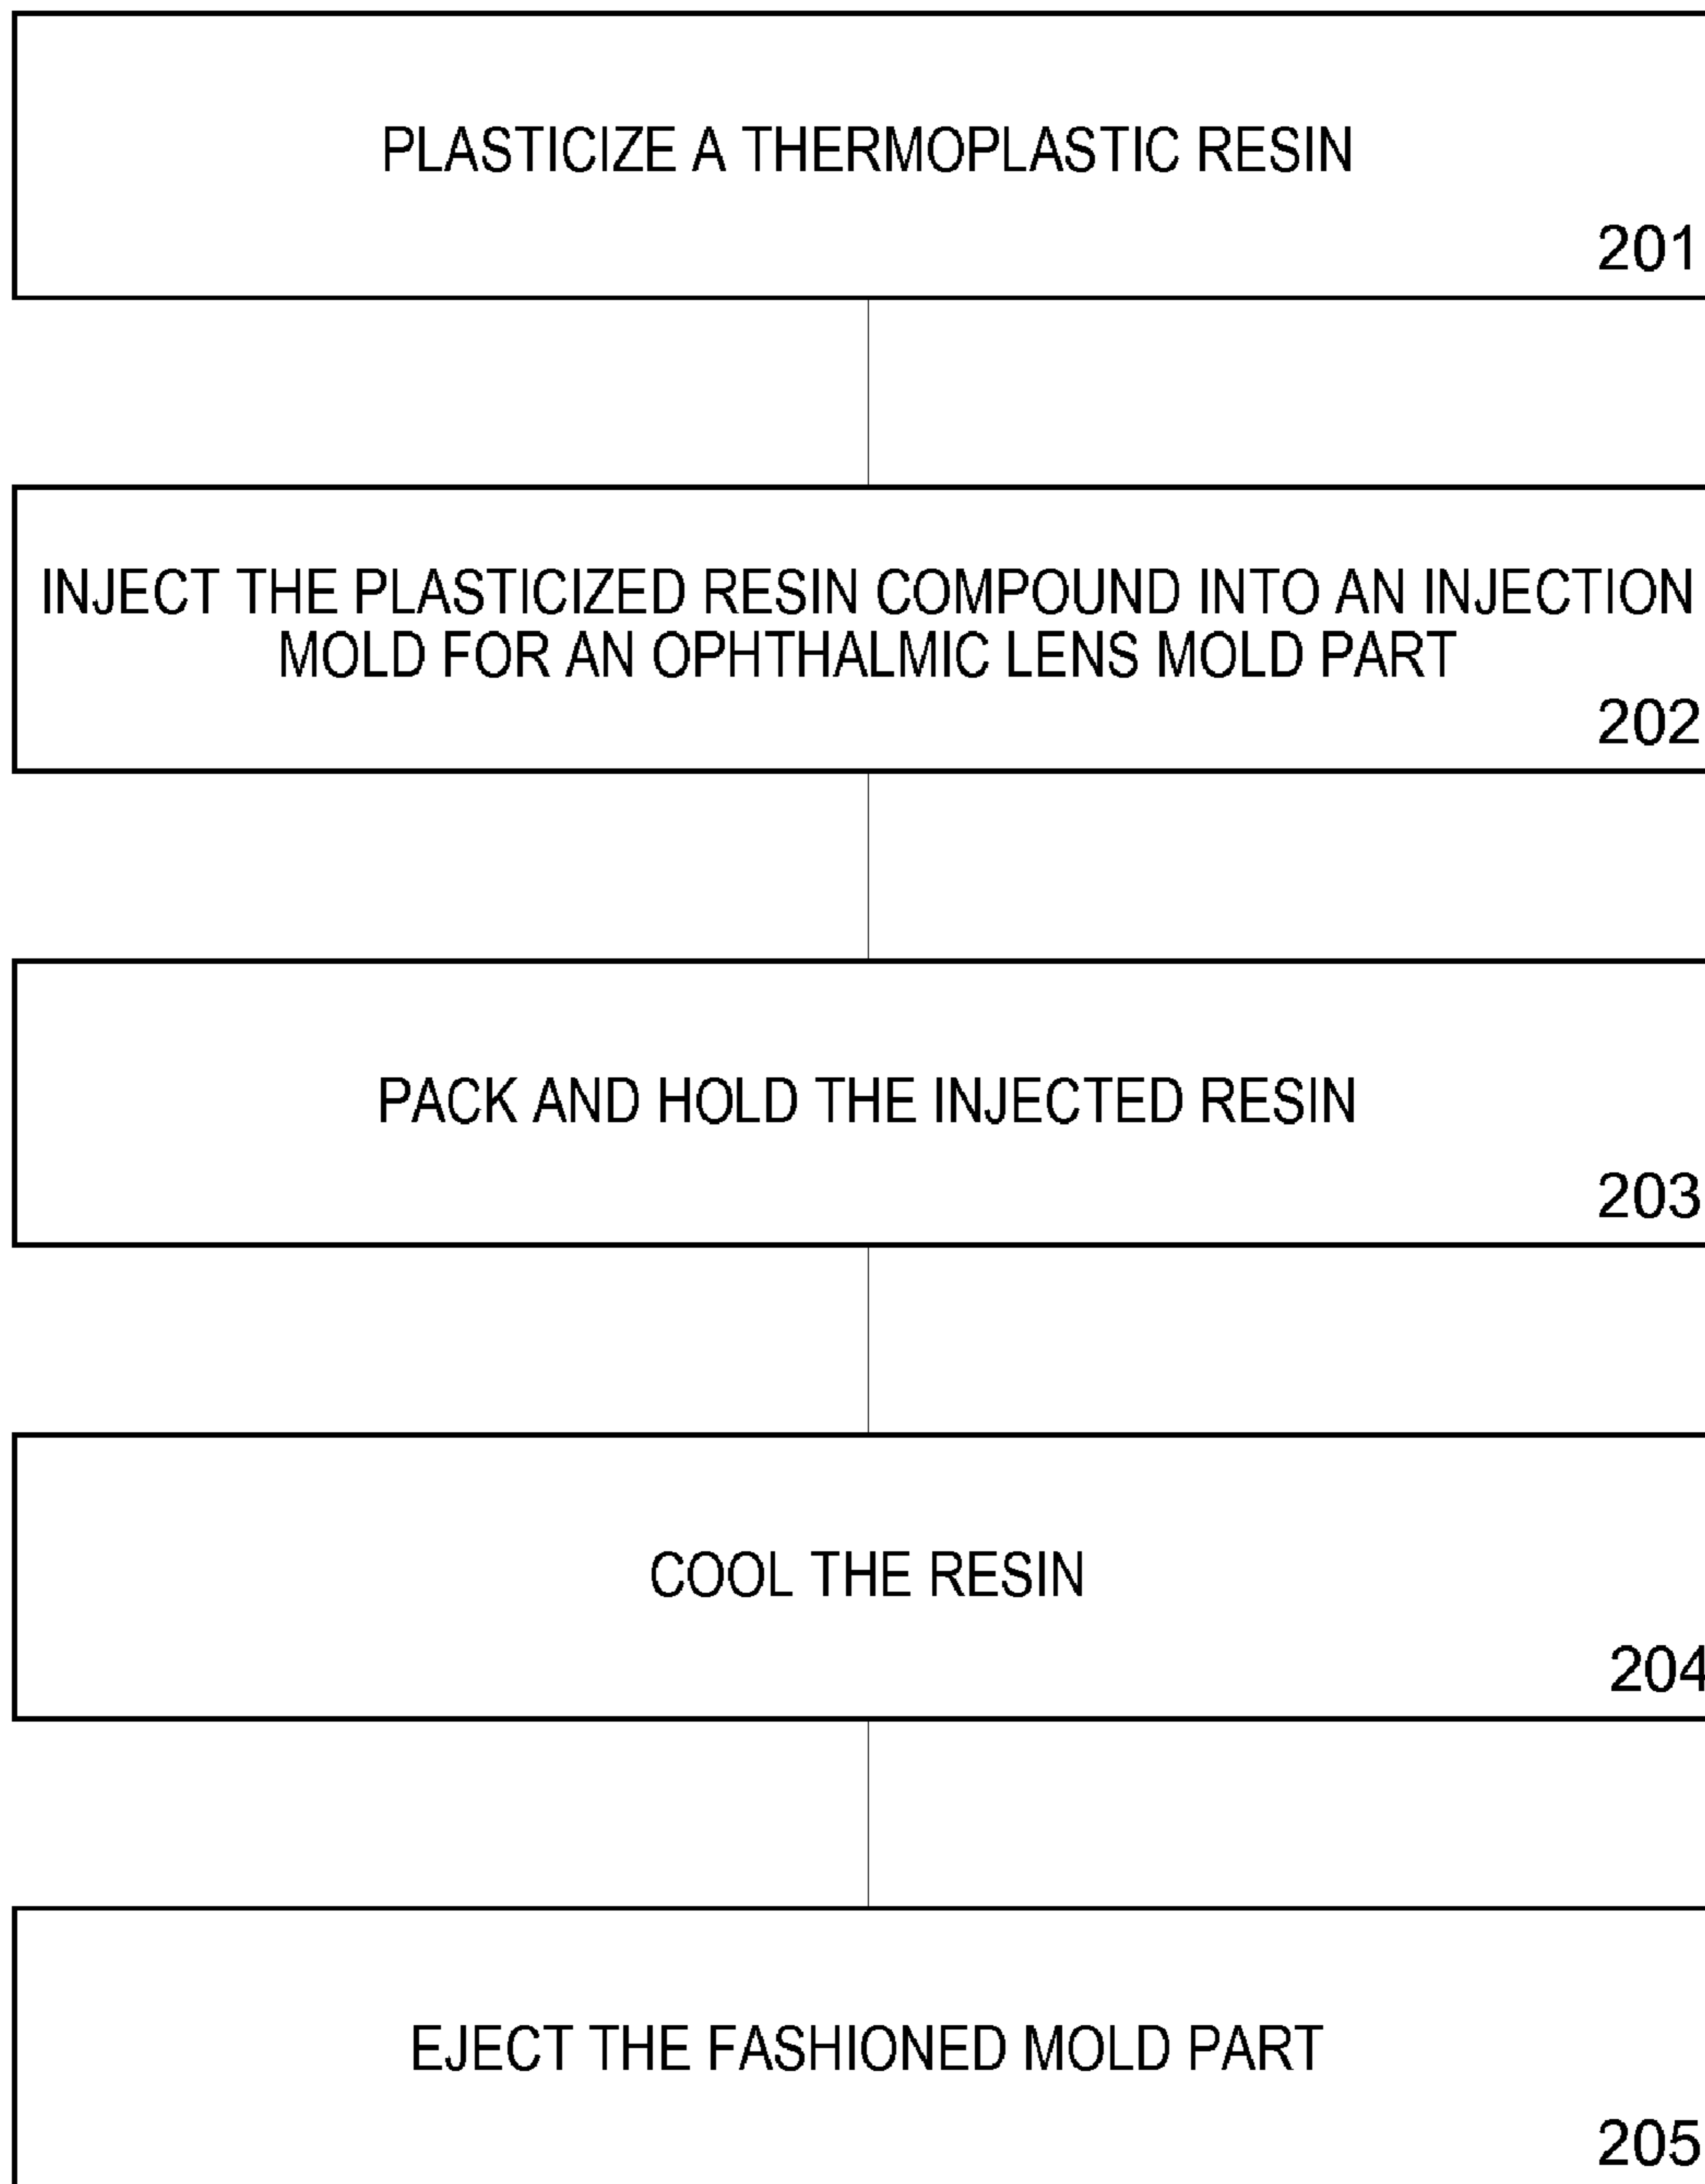 PLASTICIZE A THERMOPLASTIC RESIN
201
INJECT THE PLASTICIZED RESIN COMPOUND INTO AN INJECTION
MOLD FOR AN OPHTHALMIC LENS MOLD PART
202
PACK AND HOLD THE INJECTED RESIN
203
COOL THE RESIN
204
EJECT THE FASHIONED MOLD PART
205